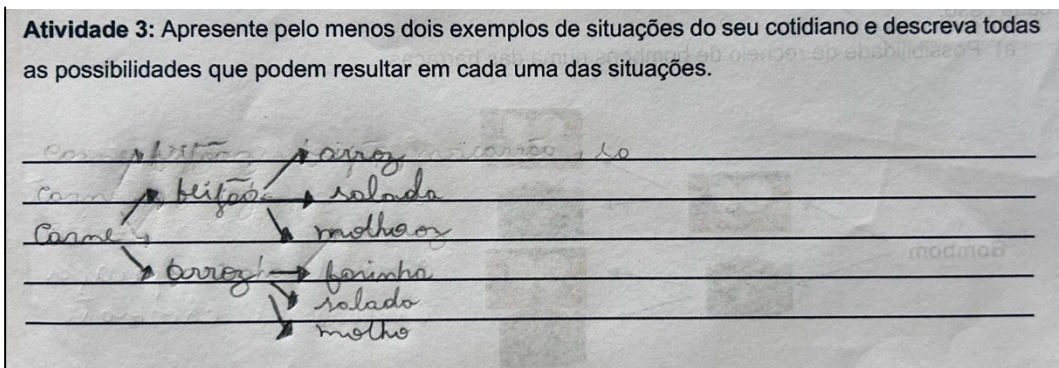 Atividade 3: Apresente pelo menos dois exemplos de situações do seu cotidiano e descreva todas
as possibilidades que podem resultar em cada uma das situações.
arroz
feijão salada
Carne molho
arroz farinha
salada
molho